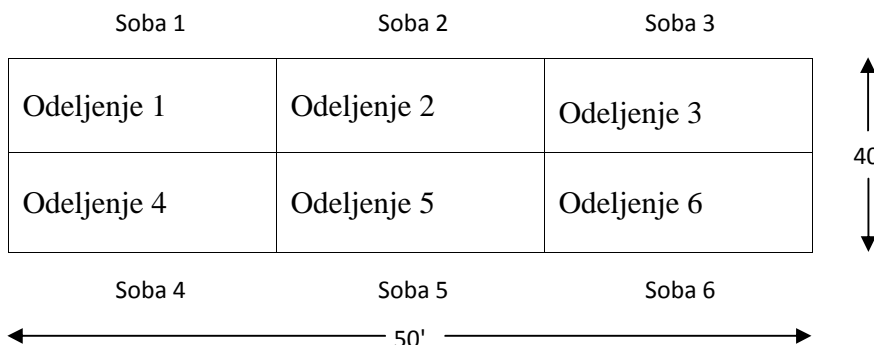 Soba 1 Soba 2 Soba 3
Odeljenje 1 Odeljenje 2 Odeljenje 3
40
Odeljenje 4 Odeljenje 5 Odeljenje 6
Soba 4 Soba 5 Soba 6
50'